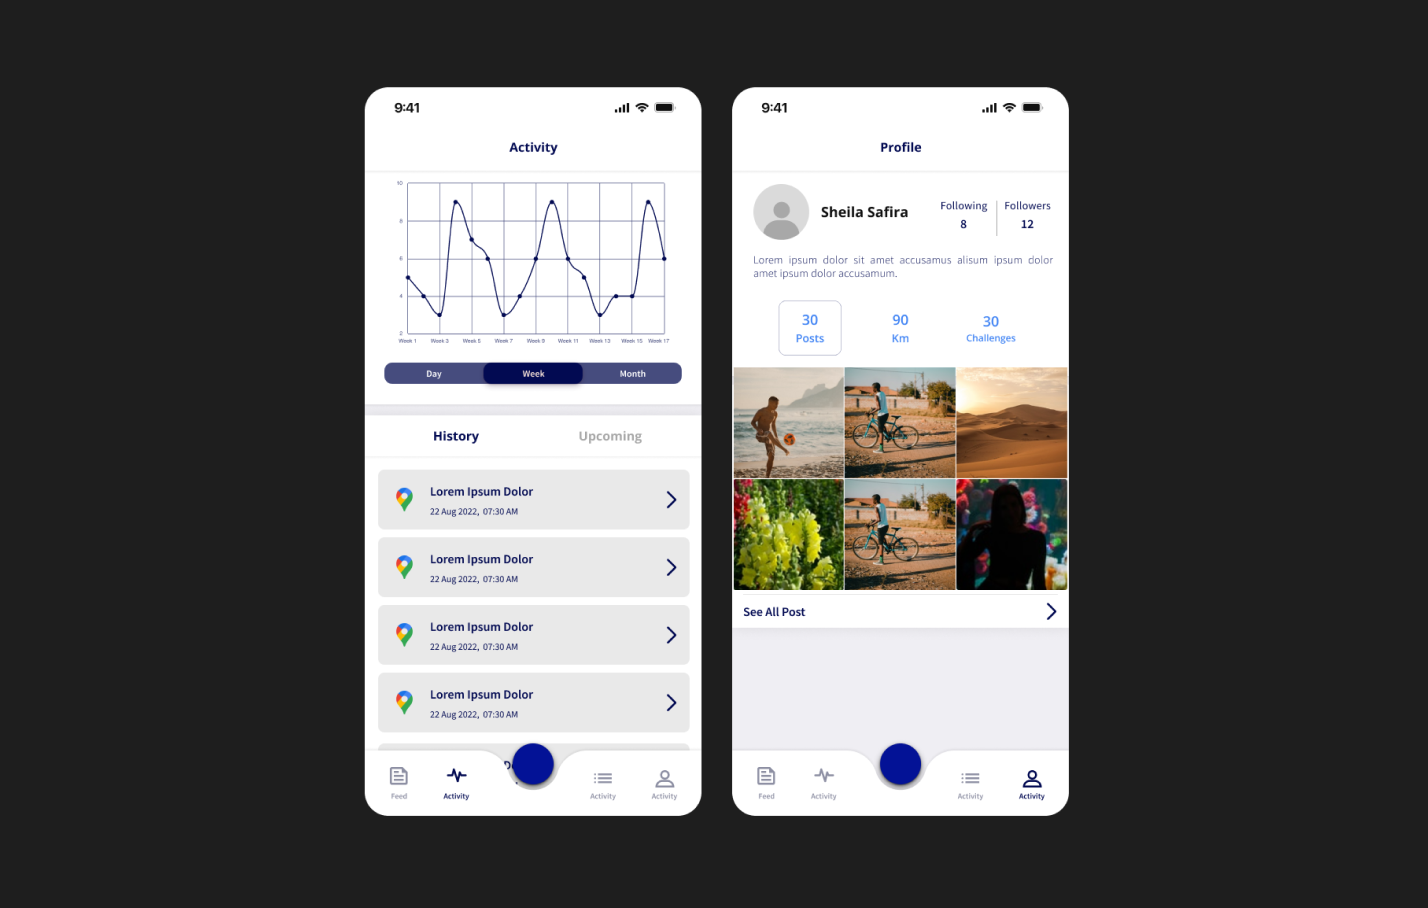 9:41
Activity
10
8
6
4
2
Week 1 Week 3 Week 5 Week 7 Week 9 Week 11 Week 13 Week 15 Week 17
Day Week Month
History Upcoming
Lorem Ipsum Dolor
22 Aug 2022, 07:30 AM
Lorem Ipsum Dolor
22 Aug 2022, 07:30 AM
Lorem Ipsum Dolor
22 Aug 2022, 07:30 AM
Lorem Ipsum Dolor
22 Aug 2022, 07:30 AM
Feed Activity Activity Activity
9:41
Profile
Sheila Safira
Following Followers
8 12
Lorem ipsum dolor sit amet accusamus alisum ipsum dolor
amet ipsum dolor accusamum.
30 90 30
Posts Km Challenges
See All Post
Feed Activity Activity Activity